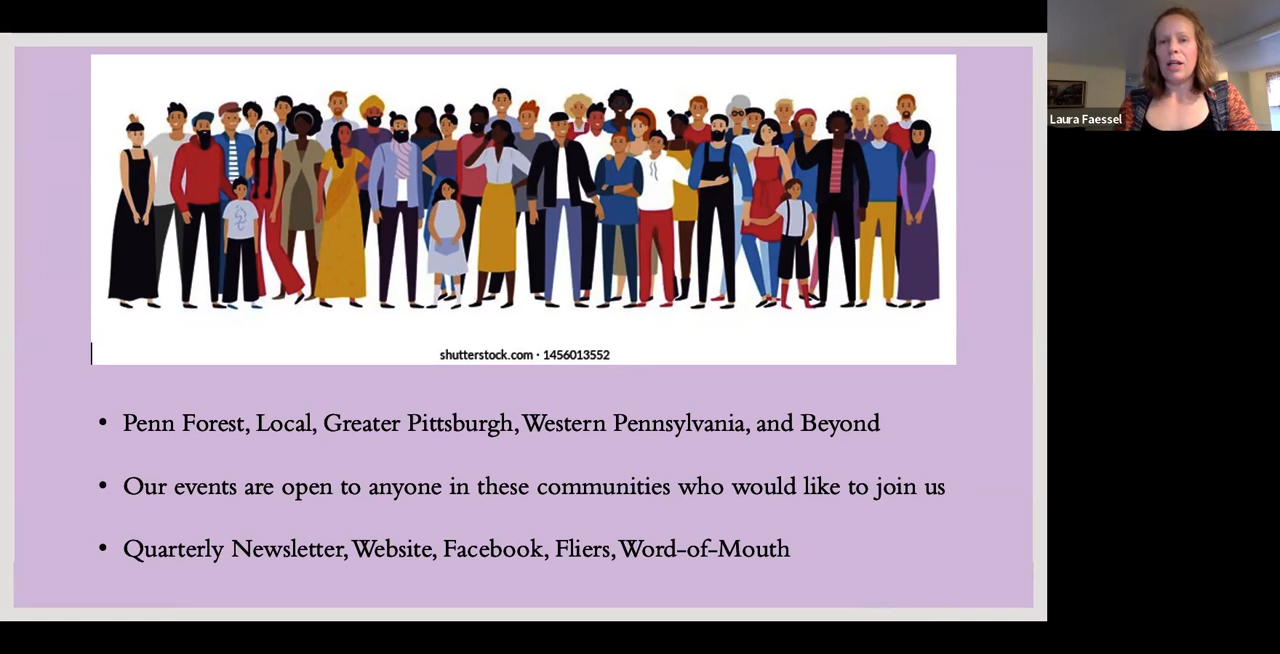 Laura Faessel
shutterstock.com · 1456013552
• Penn Forest, Local, Greater Pittsburgh, Western Pennsylvania, and Beyond
• Our events are open to anyone in these communities who would like to join us
• Quarterly Newsletter, Website, Facebook, Fliers, Word-of-Mouth